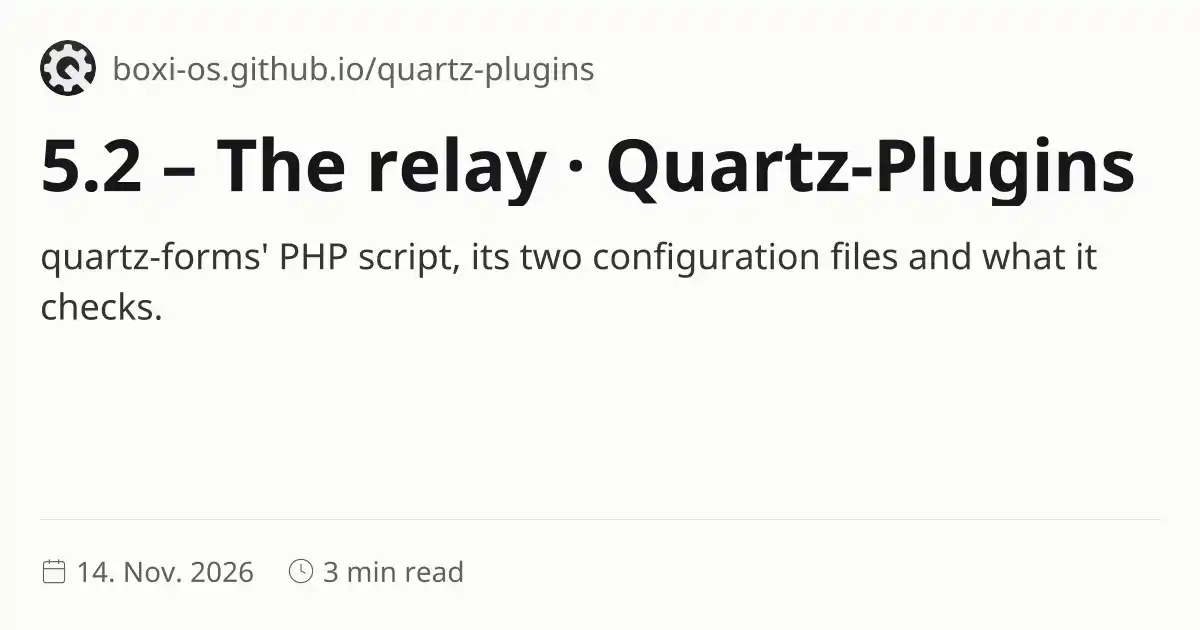 boxi-os.github.io/quartz-plugins
5.2 – The relay · Quartz-Plugins
quartz-forms' PHP script, its two configuration files and what it
checks.
14. Nov. 2026 3 min read